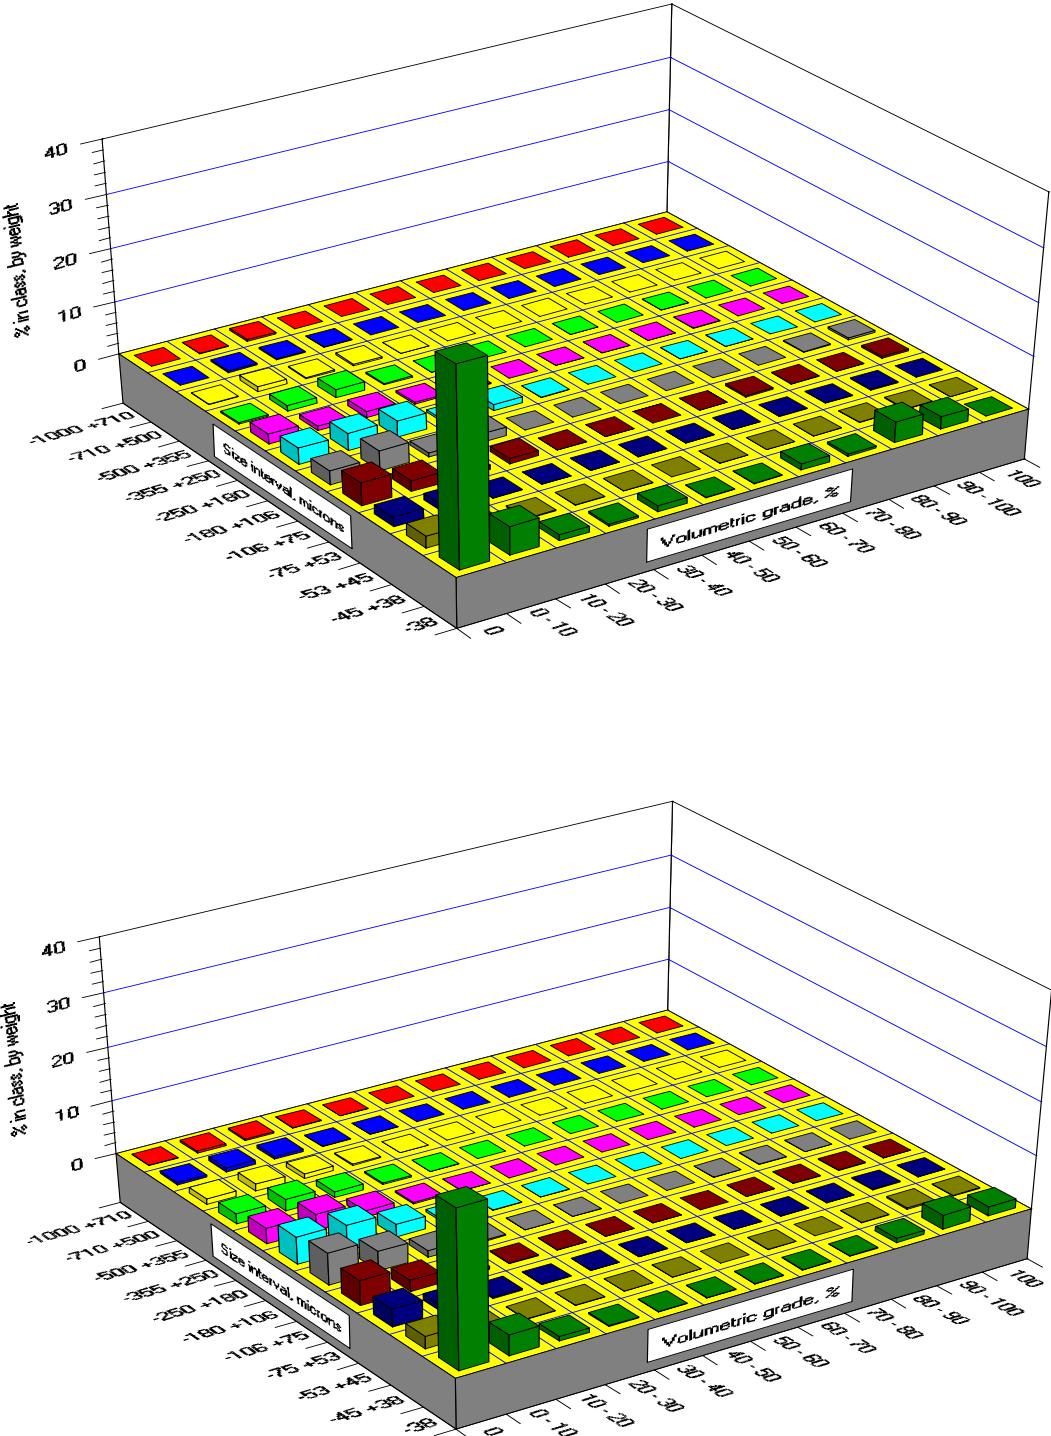 40
30
20
10
0
% in class, by weight
-1000 +710
-710 +500
-500 +355
-355 +250
-250 +180
-180 +106
-106 +75
-75 +53
-53 +45
-45 +38
-38
Size interval, microns
0
0 - 10
10 - 20
20 - 30
30 - 40
40 - 50
50 - 60
60 - 70
70 - 80
80 - 90
90 - 100
100
Volumetric grade, %
40
30
20
10
0
% in class, by weight
-1000 +710
-710 +500
-500 +355
-355 +250
-250 +180
-180 +106
-106 +75
-75 +53
-53 +45
-45 +38
-38
Size interval, microns
0
0 - 10
10 - 20
20 - 30
30 - 40
40 - 50
50 - 60
60 - 70
70 - 80
80 - 90
90 - 100
100
Volumetric grade, %